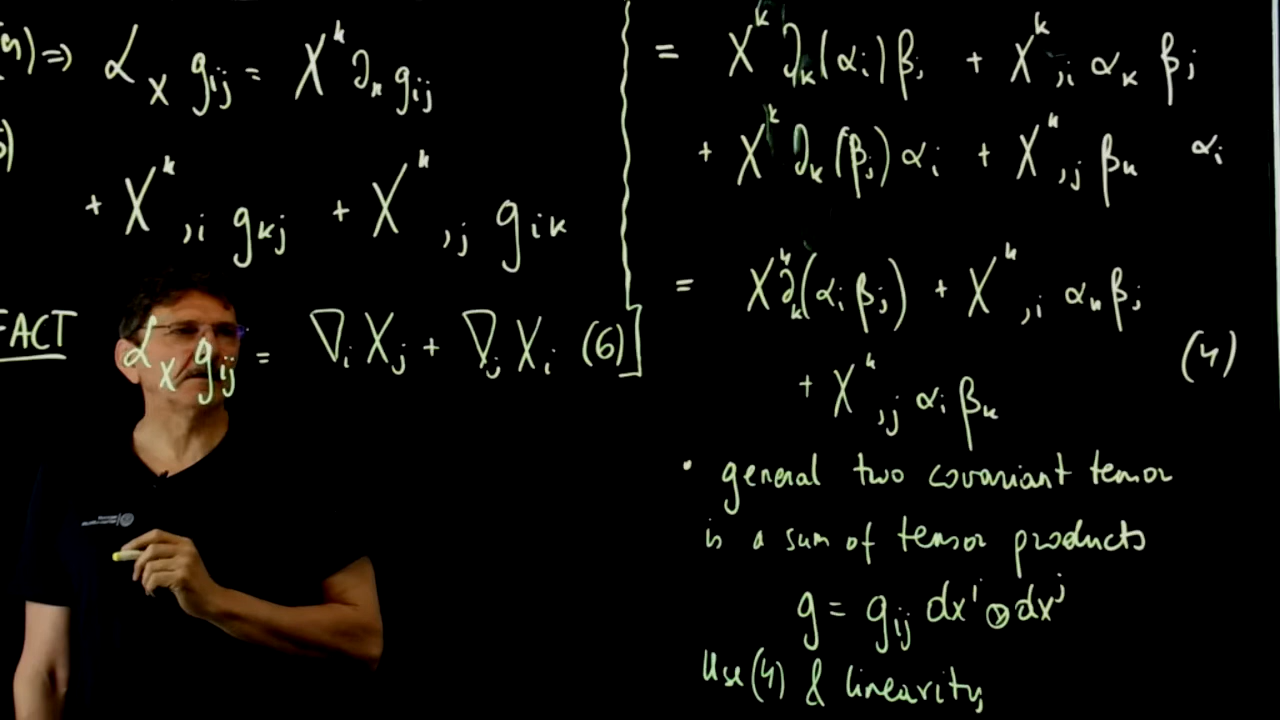 4) ⇒ ℒ_X g_ij = X^k ∂_k g_ij
+ X^k_,i g_kj + X^k_,j g_ik
FACT ℒ_X g_ij = ∇_i X_j + ∇_j X_i (6)]
= X^k ∂_k(α_i) β_j + X^k_,i α_k β_j
+ X^k ∂_k(β_j) α_i + X^k_,j β_k α_i
= X^k ∂_k(α_i β_j) + X^k_,i α_k β_j
+ X^k_,j α_i β_k (4)
• general two covariant tensor
is a sum of tensor products
g = g_ij dx^i ⊗ dx^j
Use (4) & linearity